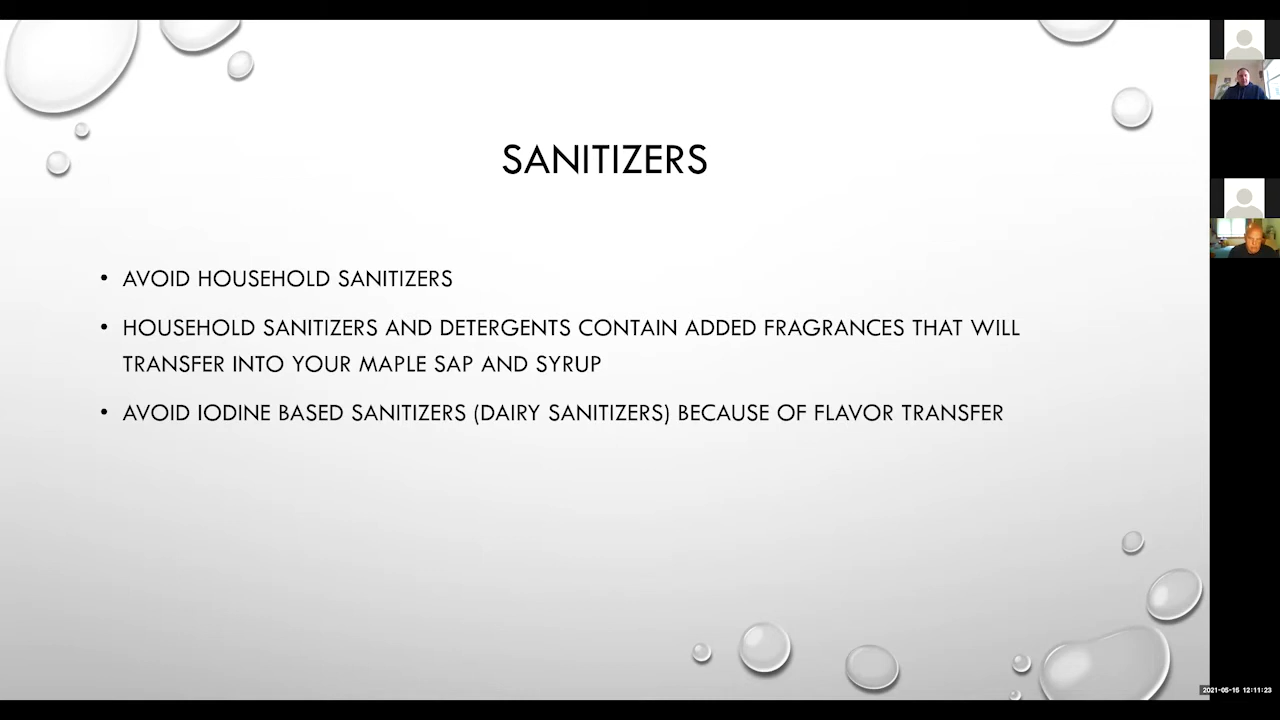 SANITIZERS
• AVOID HOUSEHOLD SANITIZERS
• HOUSEHOLD SANITIZERS AND DETERGENTS CONTAIN ADDED FRAGRANCES THAT WILL
TRANSFER INTO YOUR MAPLE SAP AND SYRUP
• AVOID IODINE BASED SANITIZERS (DAIRY SANITIZERS) BECAUSE OF FLAVOR TRANSFER
2021-05-15 12:11:23